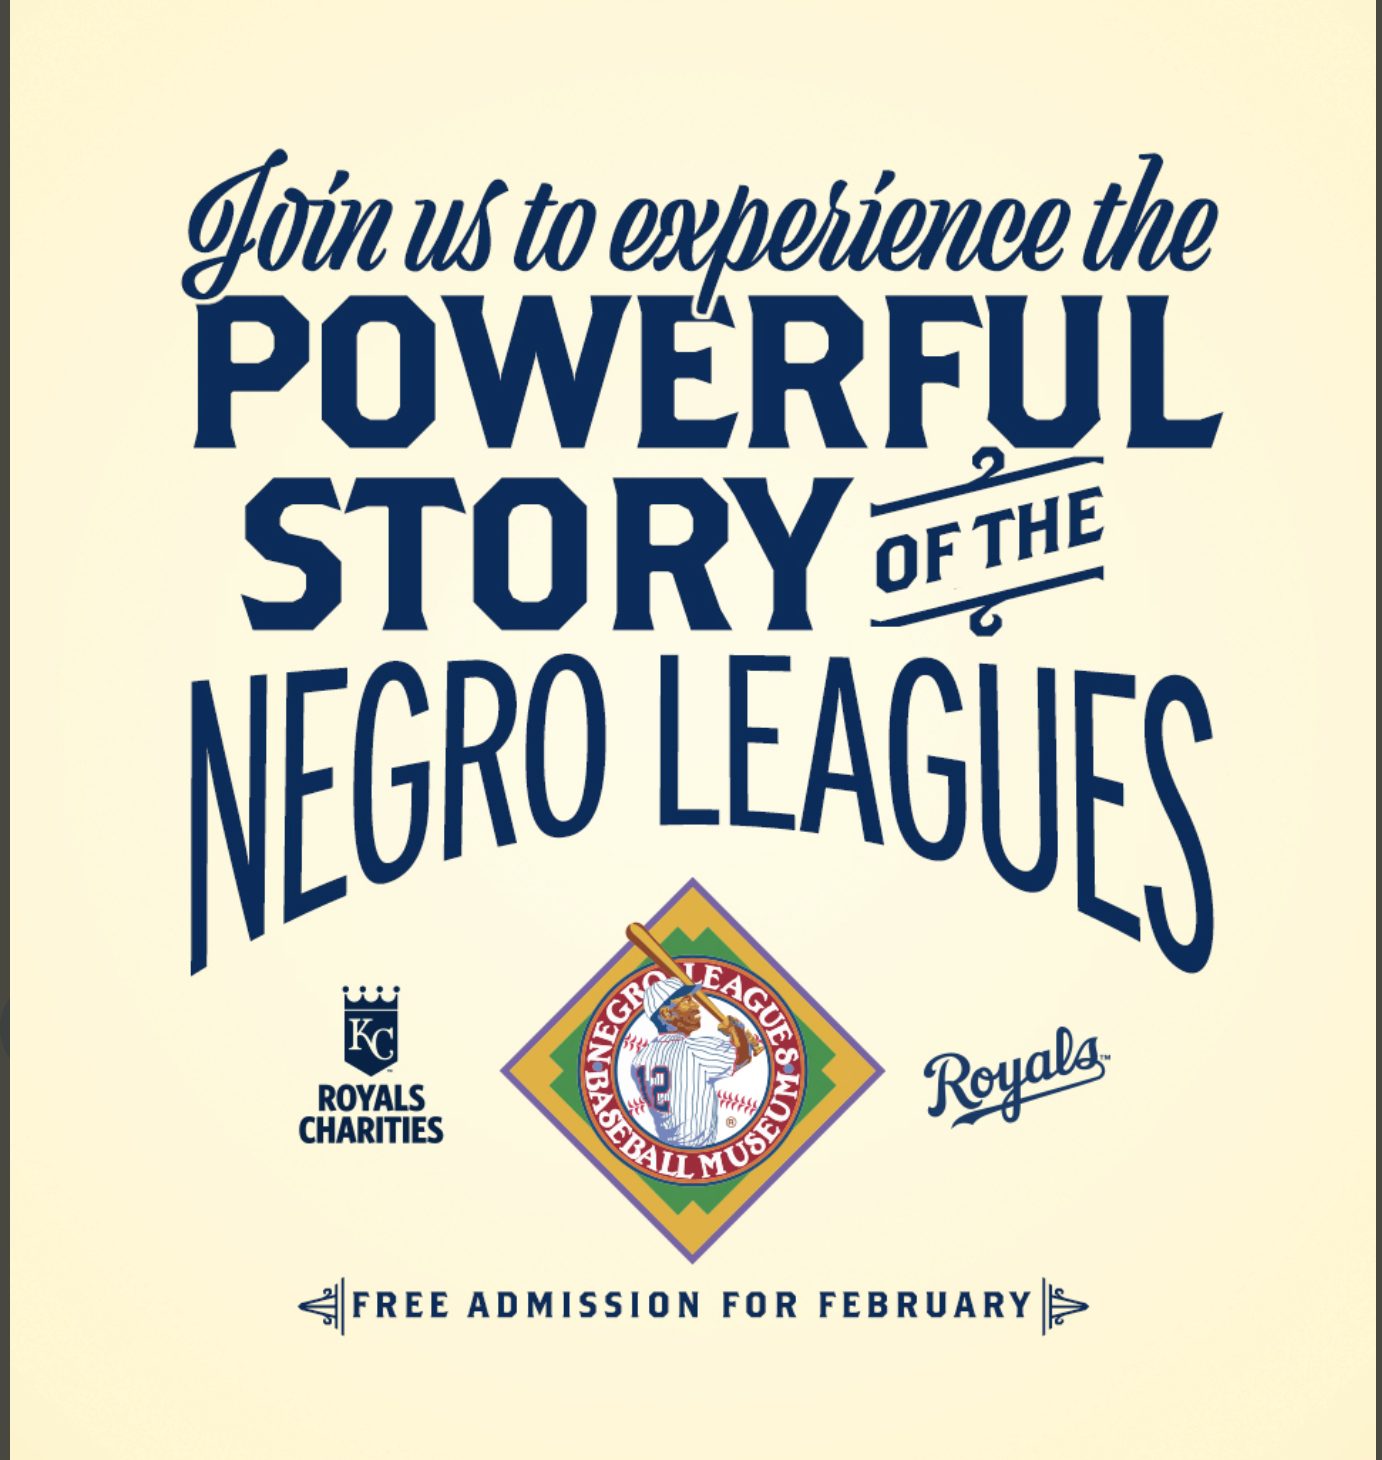 Join us to experience the
POWERFUL
STORY OF THE
NEGRO LEAGUES
KC
ROYALS
CHARITIES
NEGRO LEAGUES
BASEBALL MUSEUM
12
®
Royals™
FREE ADMISSION FOR FEBRUARY